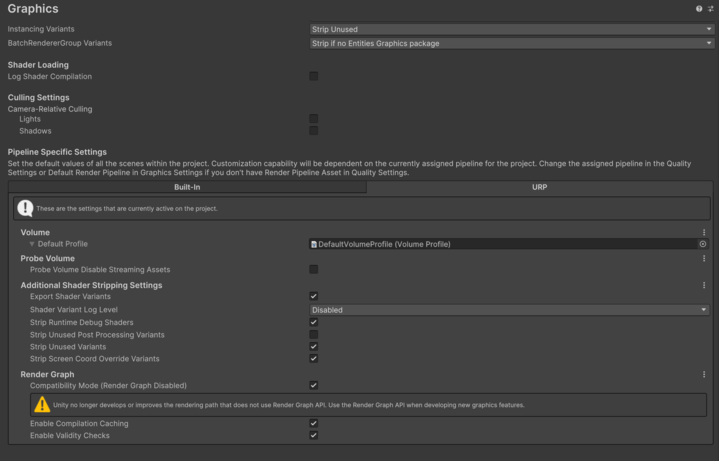 Graphics
Instancing Variants Strip Unused
BatchRendererGroup Variants Strip if no Entities Graphics package
Shader Loading
Log Shader Compilation
Culling Settings
Camera-Relative Culling
Lights
Shadows
Pipeline Specific Settings
Set the default values of all the scenes within the project. Customization capability will be dependent on the currently assigned pipeline for the project. Change the assigned pipeline in the Quality
Settings or Default Render Pipeline in Graphics Settings if you don't have Render Pipeline Asset in Quality Settings.
Built-In URP
These are the settings that are currently active on the project.
Volume
Default Profile DefaultVolumeProfile (Volume Profile)
Probe Volume
Probe Volume Disable Streaming Assets
Additional Shader Stripping Settings
Export Shader Variants
Shader Variant Log Level Disabled
Strip Runtime Debug Shaders
Strip Unused Post Processing Variants
Strip Unused Variants
Strip Screen Coord Override Variants
Render Graph
Compatibility Mode (Render Graph Disabled)
Unity no longer develops or improves the rendering path that does not use Render Graph API. Use the Render Graph API when developing new graphics features.
Enable Compilation Caching
Enable Validity Checks